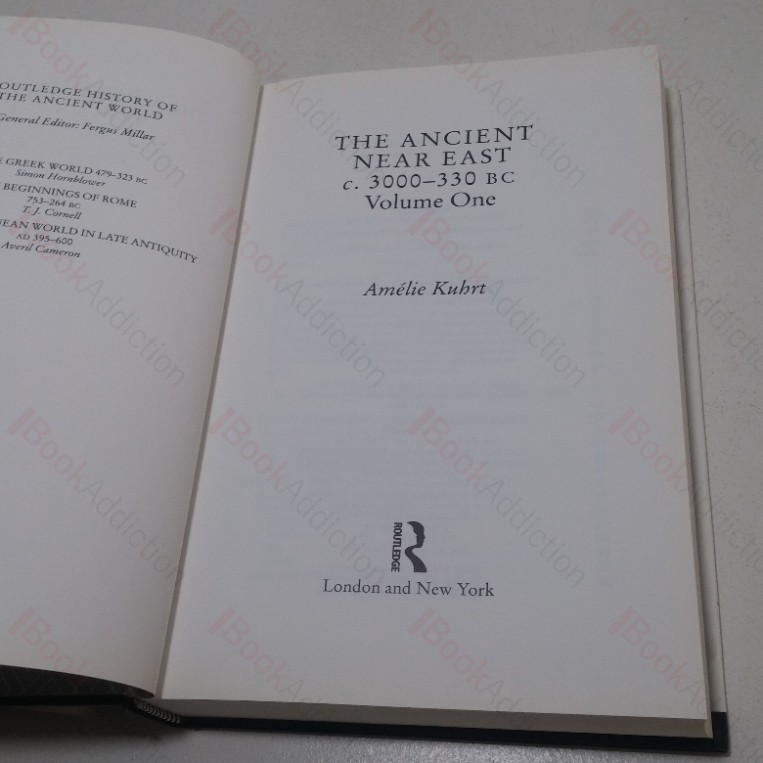 ROUTLEDGE HISTORY OF
THE ANCIENT WORLD
General Editor: Fergus Millar
GREEK WORLD 479–323 BC
Simon Hornblower
BEGINNINGS OF ROME
753–264 BC
T. J. Cornell
WORLD IN LATE ANTIQUITY
AD 395–600
Averil Cameron
THE ANCIENT
NEAR EAST
c. 3000–330 BC
Volume One
Amélie Kuhrt
ROUTLEDGE
London and New York
BookAddiction